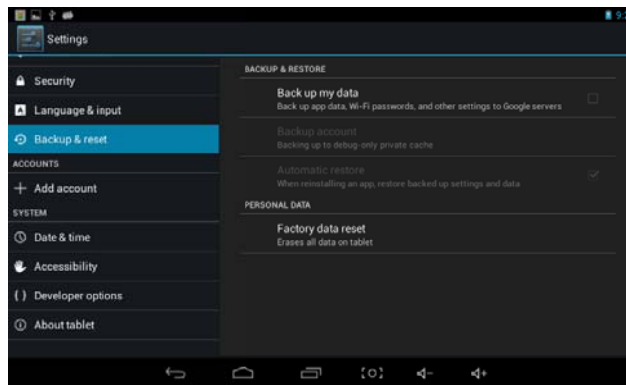 9:2
Settings
Security
Language & input
Backup & reset
ACCOUNTS
Add account
SYSTEM
Date & time
Accessibility
Developer options
About tablet
BACKUP & RESTORE
Back up my data
Back up app data, Wi-Fi passwords, and other settings to Google servers
Backup account
Backing up to debug-only private cache
Automatic restore
When reinstalling an app, restore backed up settings and data
PERSONAL DATA
Factory data reset
Erases all data on tablet